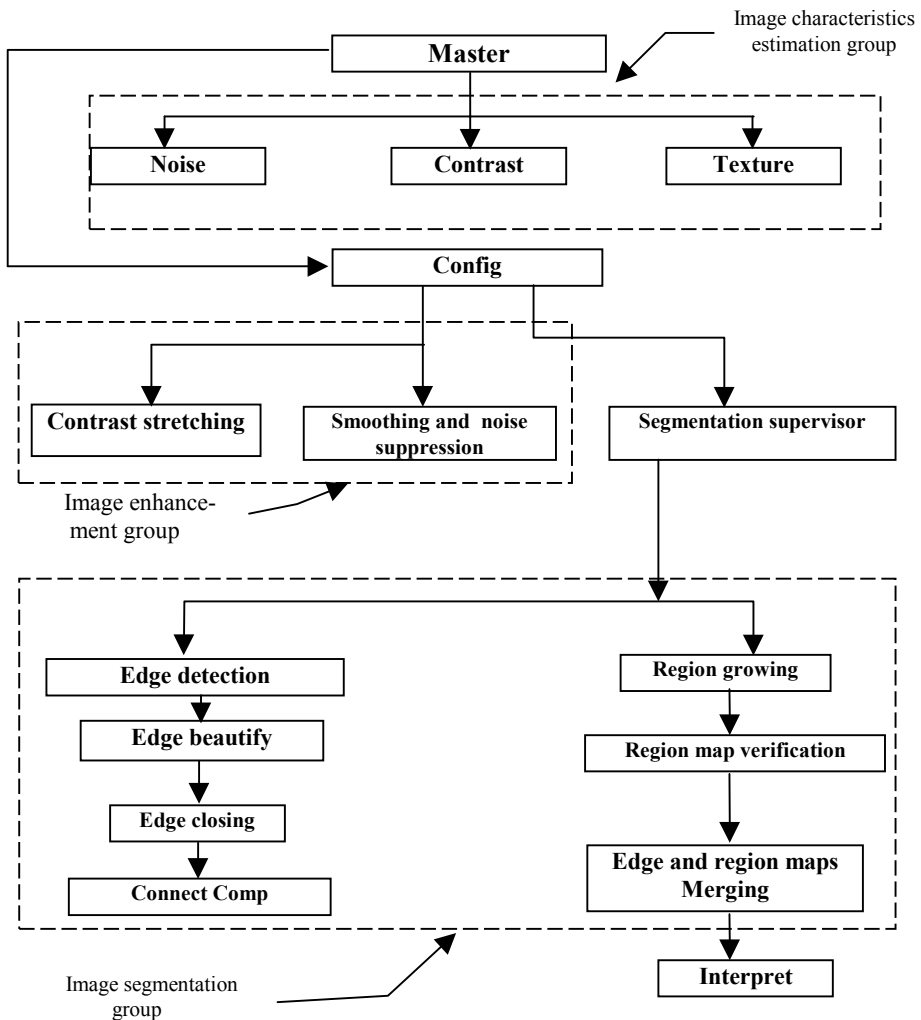 Image characteristics
estimation group
Master
Noise
Contrast
Texture
Config
Contrast stretching
Smoothing and noise
suppression
Segmentation supervisor
Image enhance-
ment group
Edge detection
Region growing
Edge beautify
Region map verification
Edge closing
Edge and region maps
Merging
Connect Comp
Interpret
Image segmentation
group